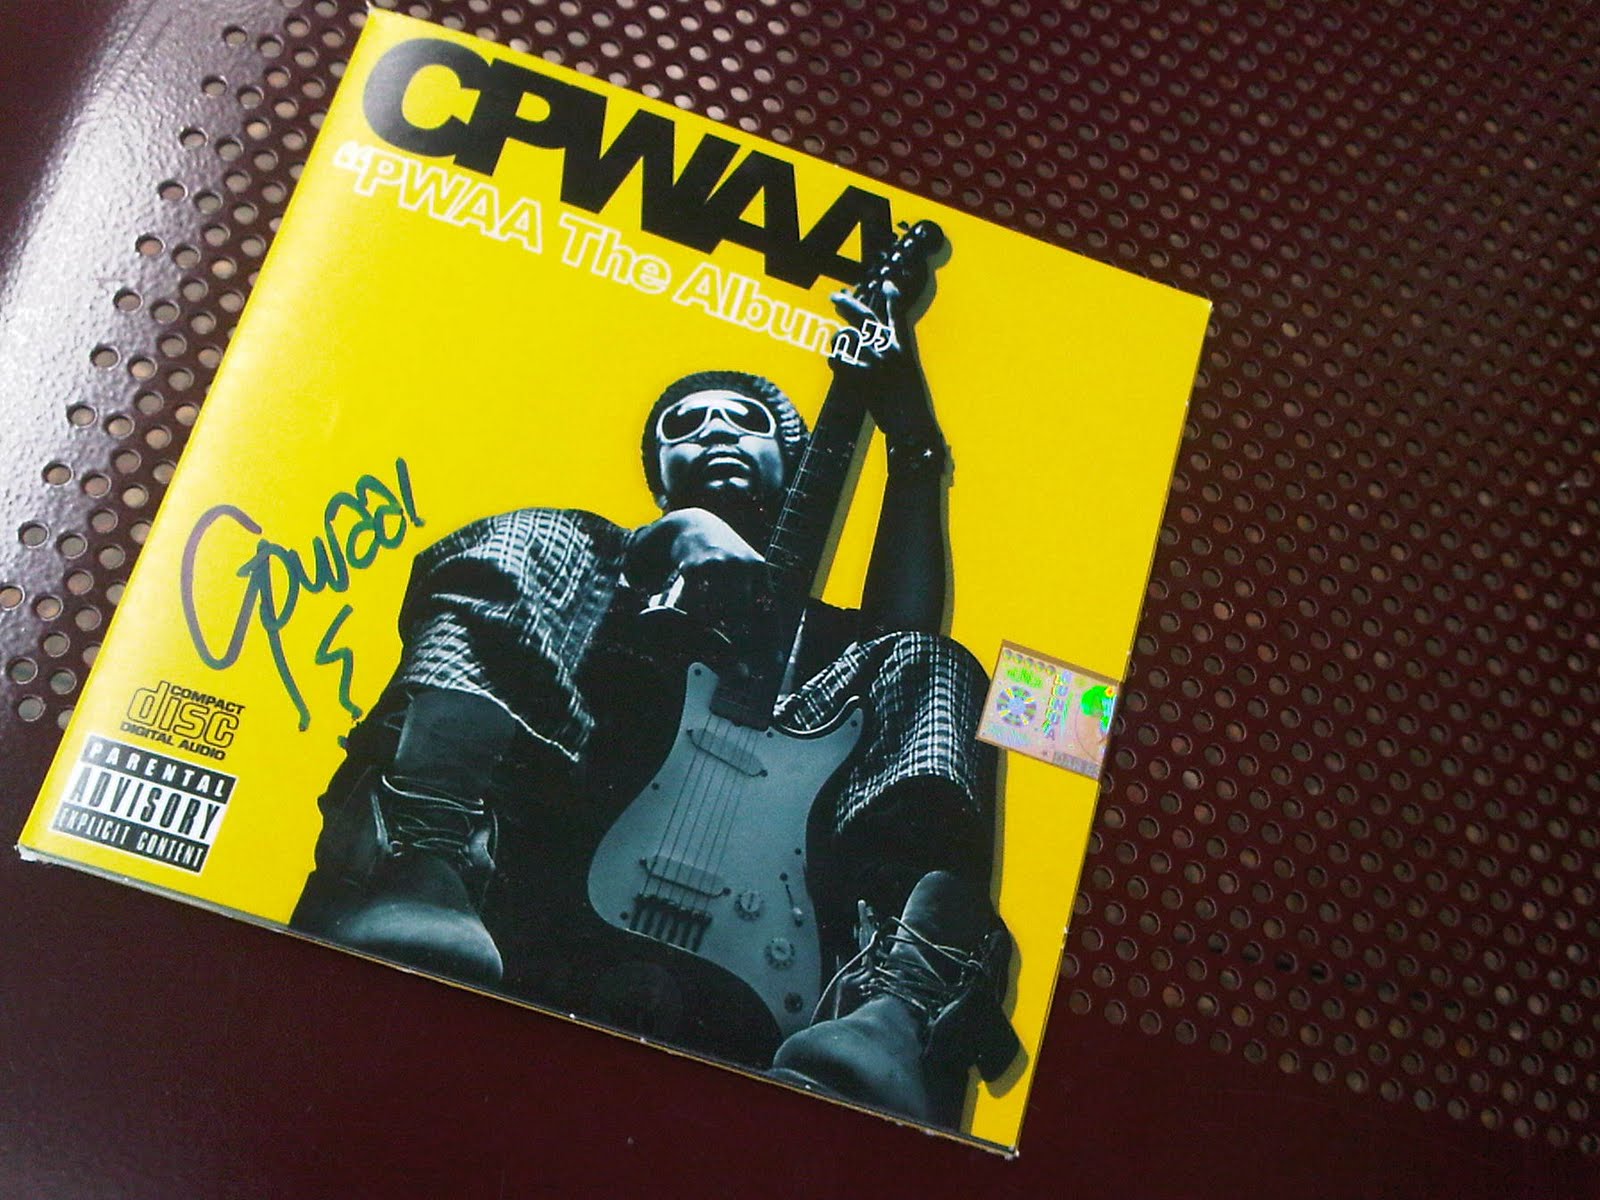 CPWAA
“PWAA The Album”
Cpwaa!
COMPACT
disc
DIGITAL AUDIO
PARENTAL
ADVISORY
EXPLICIT CONTENT